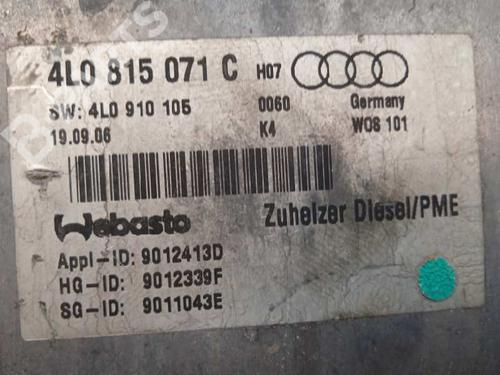 4L0 815 071 C H07
SW: 4L0 910 105 0060 Germany
19.09.06 K4 WOS 101
Webasto Zuheizer Diesel/PME
Appl-ID: 9012413D
HG-ID: 9012339F
SG-ID: 9011043E